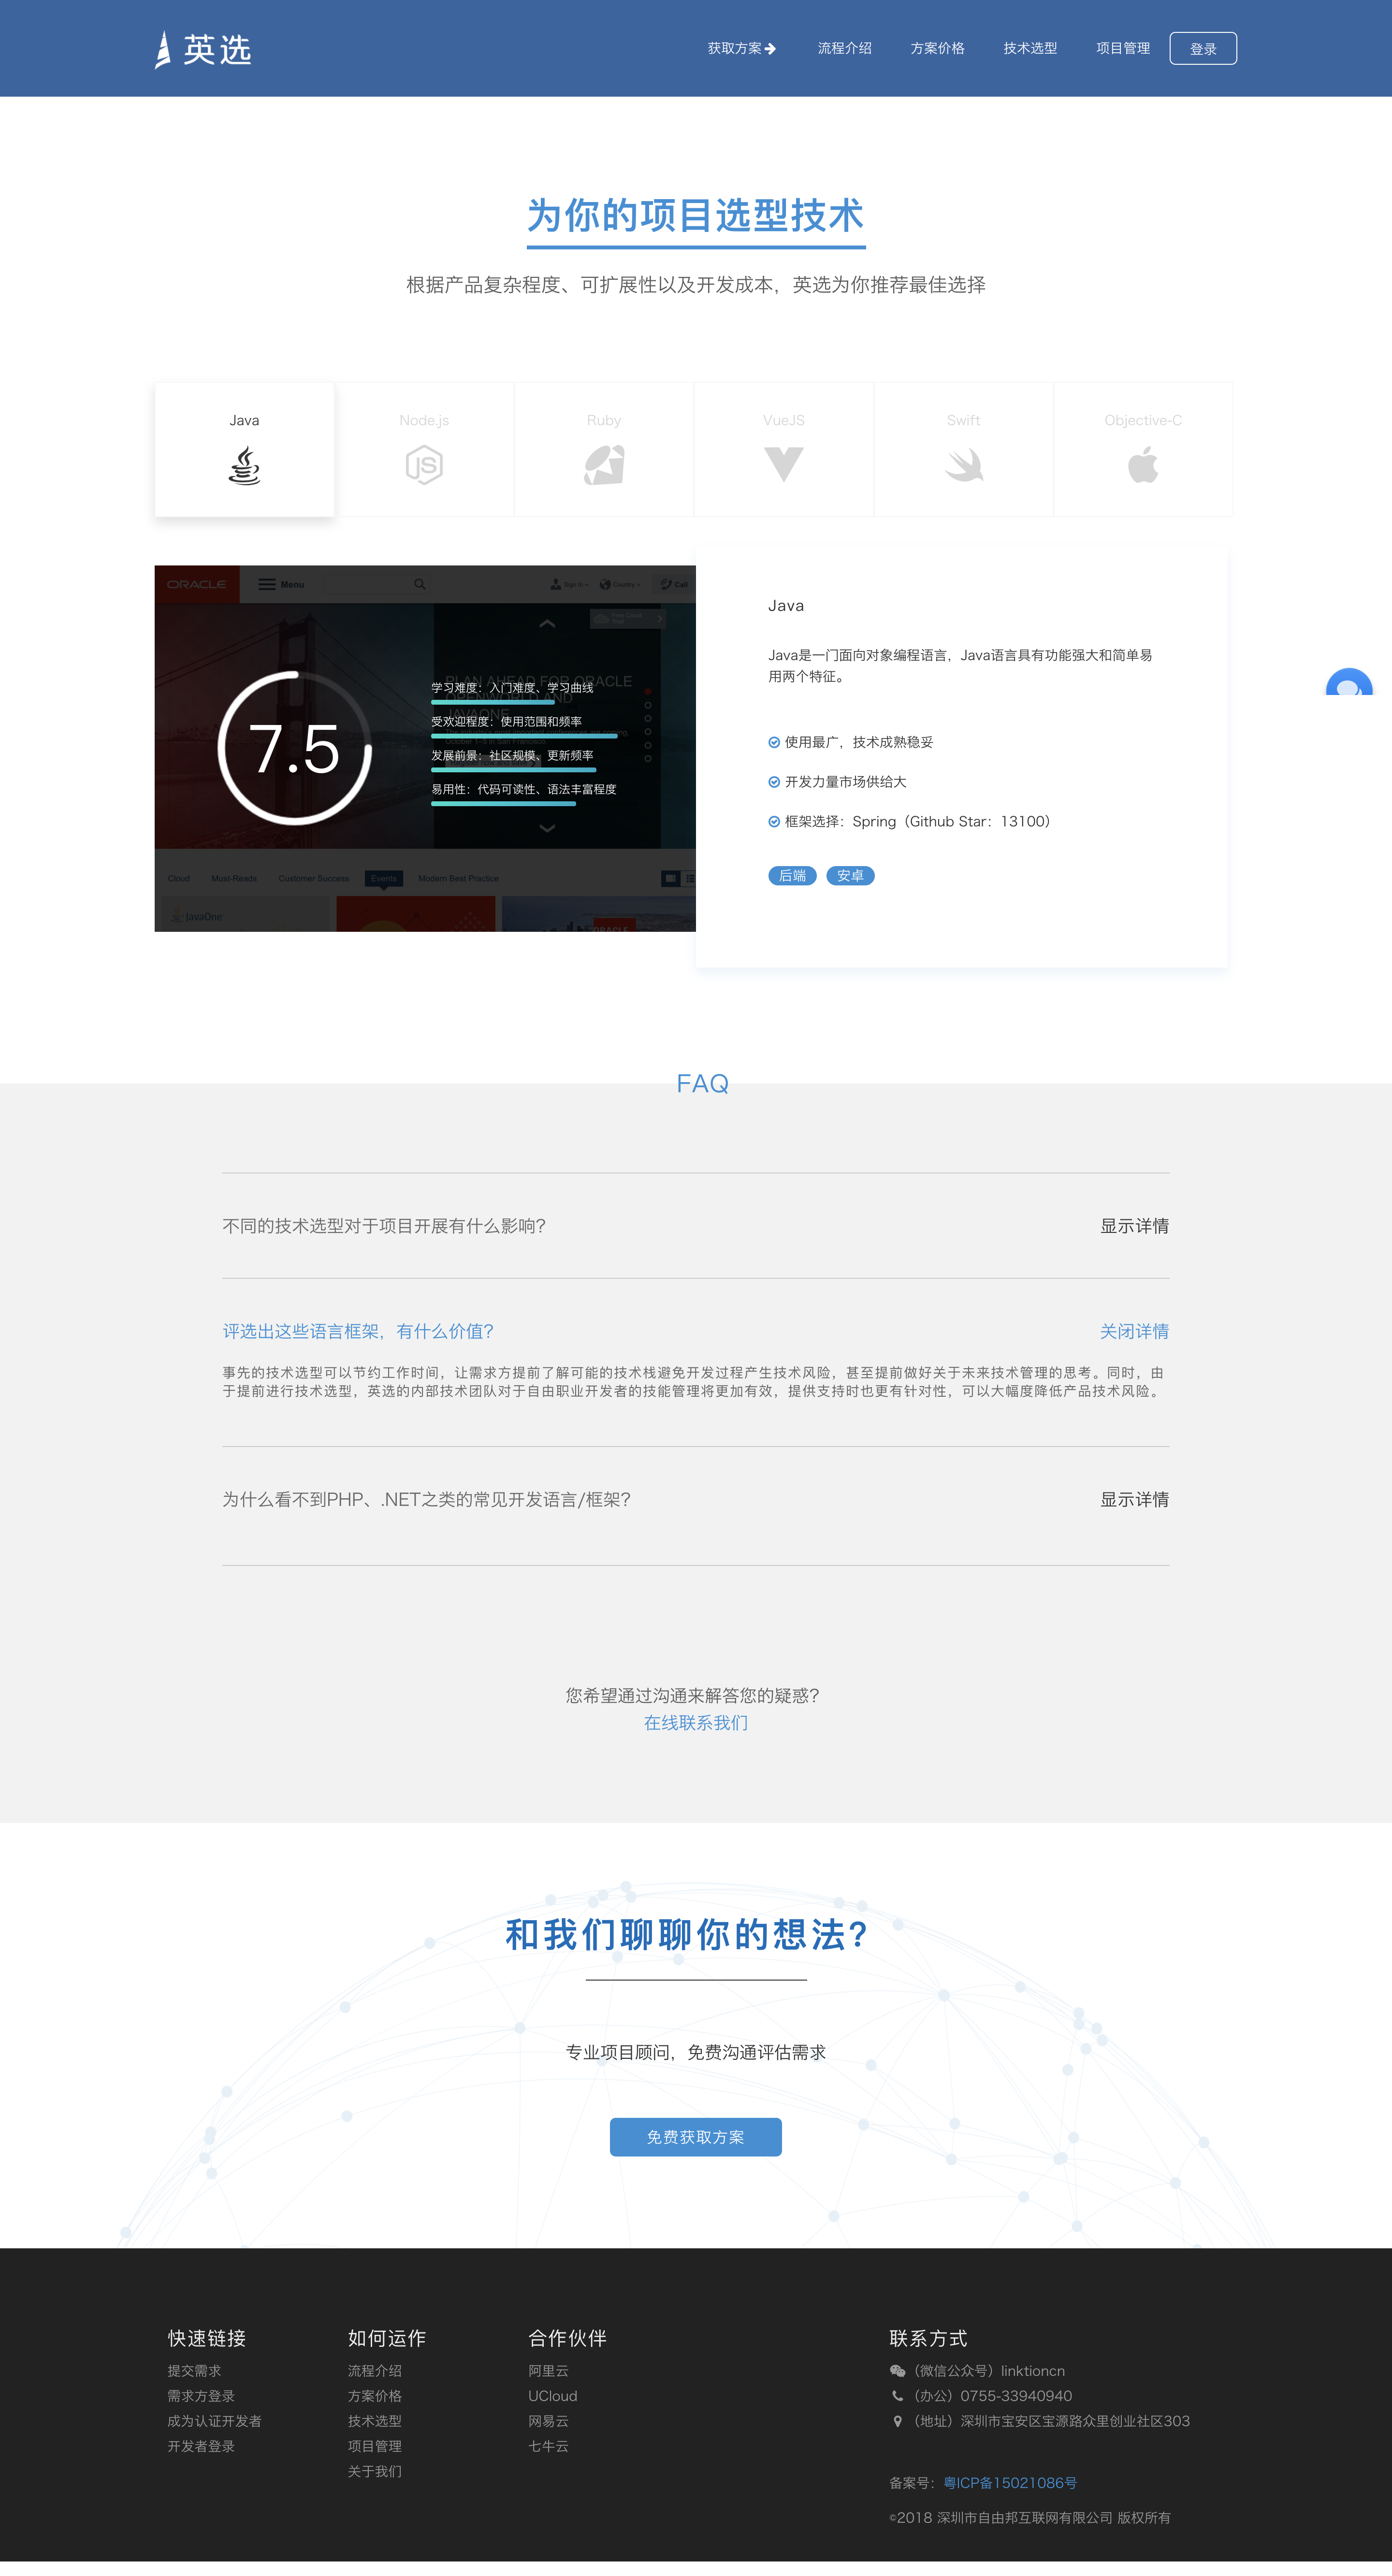 英选
获取方案 流程介绍 方案价格 技术选型 项目管理 登录
为你的项目选型技术
根据产品复杂程度、可扩展性以及开发成本，英选为你推荐最佳选择
Java Node.js Ruby VueJS Swift Objective-C
ORACLE Menu Sign In Country Call
Free Cloud
Trial
PLAN AHEAD FOR ORACLE
OPENWORLD AND
JAVAONE
7.5
学习难度：入门难度、学习曲线
受欢迎程度：使用范围和频率
发展前景：社区规模、更新频率
易用性：代码可读性、语法丰富程度
Cloud Must-Reads Customer Success Events Modern Best Practice
JavaOne
ORACLE
Java
Java是一门面向对象编程语言，Java语言具有功能强大和简单易
用两个特征。
使用最广，技术成熟稳妥
开发力量市场供给大
框架选择：Spring（Github Star：13100）
后端 安卓
FAQ
不同的技术选型对于项目开展有什么影响？ 显示详情
评选出这些语言框架，有什么价值？ 关闭详情
事先的技术选型可以节约工作时间，让需求方提前了解可能的技术栈避免开发过程产生技术风险，甚至提前做好关于未来技术管理的思考。同时，由
于提前进行技术选型，英选的内部技术团队对于自由职业开发者的技能管理将更加有效，提供支持时也更有针对性，可以大幅度降低产品技术风险。
为什么看不到PHP、.NET之类的常见开发语言/框架？ 显示详情
您希望通过沟通来解答您的疑惑？
在线联系我们
和我们聊聊你的想法？
专业项目顾问，免费沟通评估需求
免费获取方案
快速链接
提交需求
需求方登录
成为认证开发者
开发者登录
如何运作
流程介绍
方案价格
技术选型
项目管理
关于我们
合作伙伴
阿里云
UCloud
网易云
七牛云
联系方式
（微信公众号）linktioncn
（办公）0755-33940940
（地址）深圳市宝安区宝源路众里创业社区303
备案号：粤ICP备15021086号
©2018 深圳市自由邦互联网有限公司 版权所有